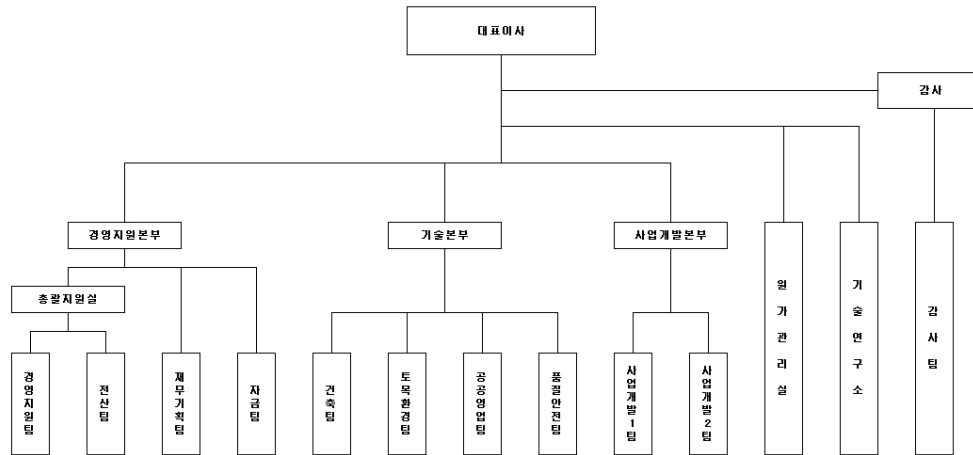 대표이사
감사
경영지원본부
기술본부
사업개발본부
원가관리실
기술연구소
감사팀
총괄지원실
경영지원팀
전산팀
재무기획팀
자금팀
건축팀
토목환경팀
공공영업팀
품질안전팀
사업개발1팀
사업개발2팀